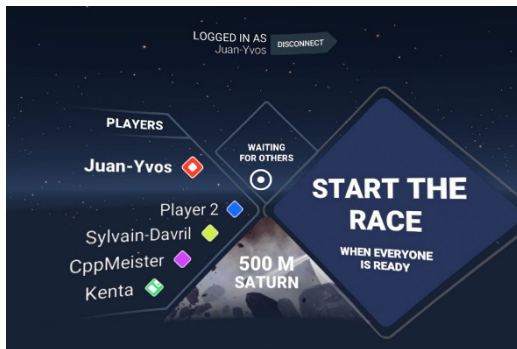 LOGGED IN AS
Juan-Yvos
DISCONNECT
PLAYERS
Juan-Yvos
Player 2
Sylvain-Davril
CppMeister
Kenta
WAITING
FOR OTHERS
500 M
SATURN
START THE
RACE
WHEN EVERYONE
IS READY